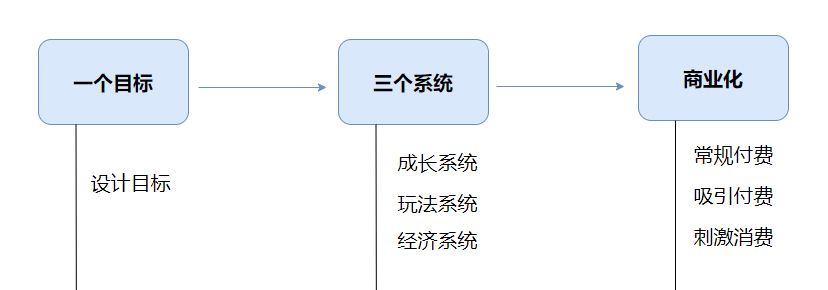 一个目标
三个系统
商业化
设计目标
成长系统
玩法系统
经济系统
常规付费
吸引付费
刺激消费